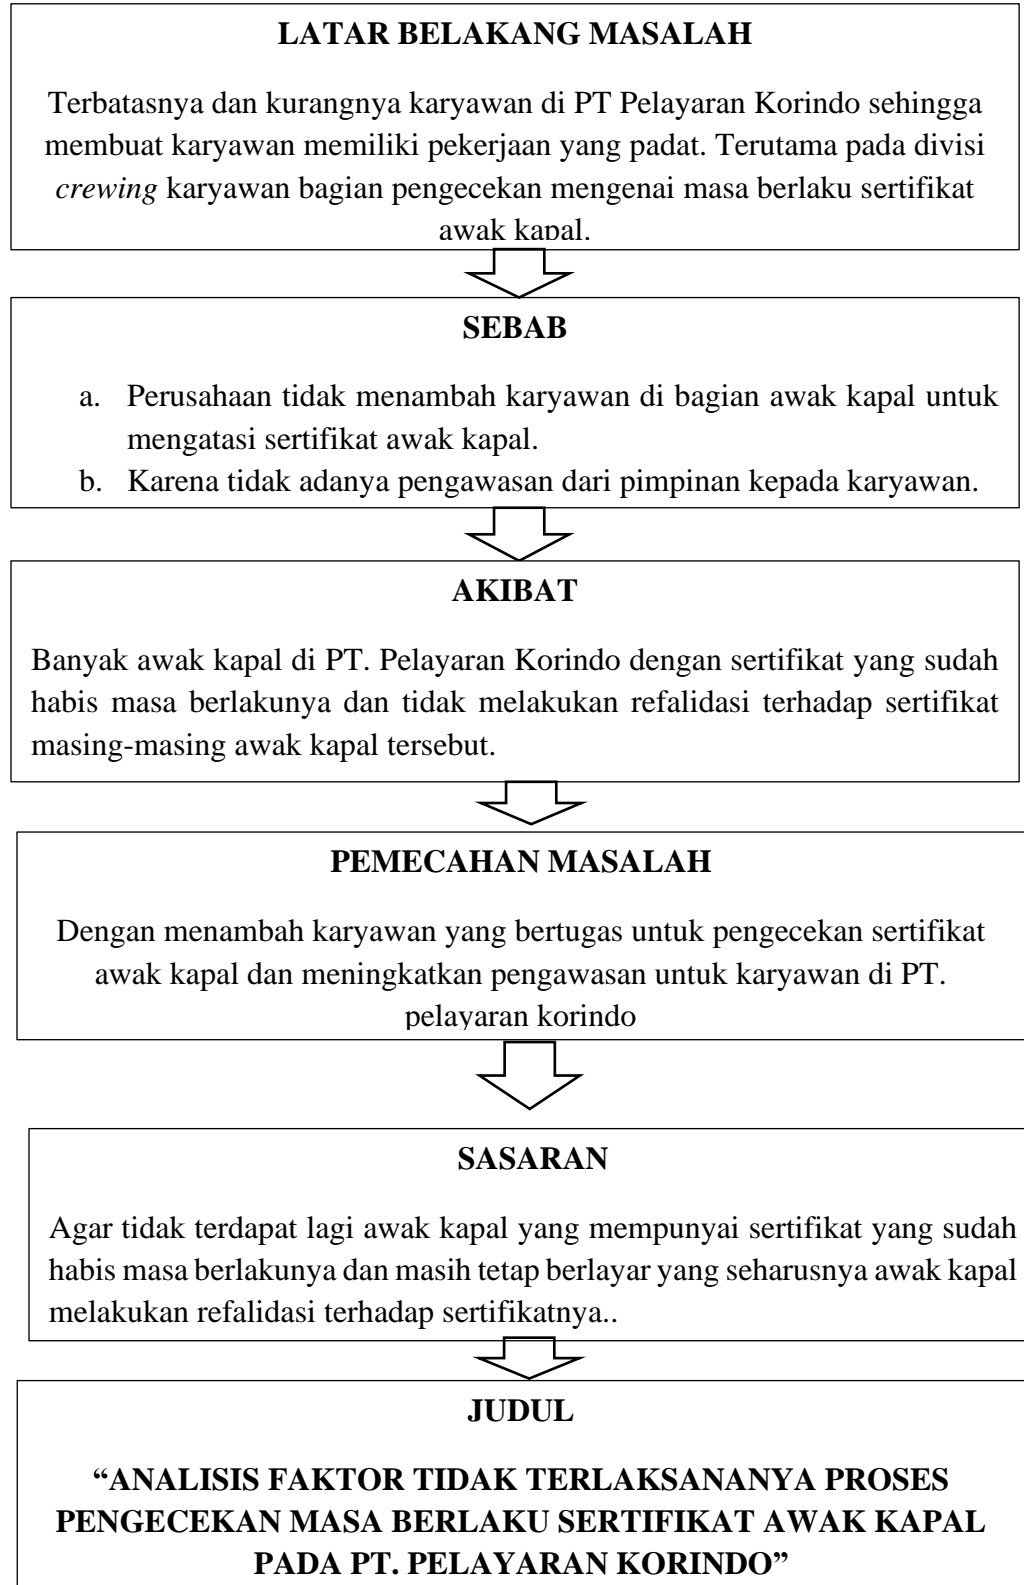 LATAR BELAKANG MASALAH
Terbatasnya dan kurangnya karyawan di PT Pelayaran Korindo sehingga
membuat karyawan memiliki pekerjaan yang padat. Terutama pada divisi
crewing karyawan bagian pengecekan mengenai masa berlaku sertifikat
awak kapal.
SEBAB
a. Perusahaan tidak menambah karyawan di bagian awak kapal untuk
mengatasi sertifikat awak kapal.
b. Karena tidak adanya pengawasan dari pimpinan kepada karyawan.
AKIBAT
Banyak awak kapal di PT. Pelayaran Korindo dengan sertifikat yang sudah
habis masa berlakunya dan tidak melakukan refalidasi terhadap sertifikat
masing-masing awak kapal tersebut.
PEMECAHAN MASALAH
Dengan menambah karyawan yang bertugas untuk pengecekan sertifikat
awak kapal dan meningkatkan pengawasan untuk karyawan di PT.
pelayaran korindo
SASARAN
Agar tidak terdapat lagi awak kapal yang mempunyai sertifikat yang sudah
habis masa berlakunya dan masih tetap berlayar yang seharusnya awak kapal
melakukan refalidasi terhadap sertifikatnya..
JUDUL
“ANALISIS FAKTOR TIDAK TERLAKSANANYA PROSES
PENGECEKAN MASA BERLAKU SERTIFIKAT AWAK KAPAL
PADA PT. PELAYARAN KORINDO”